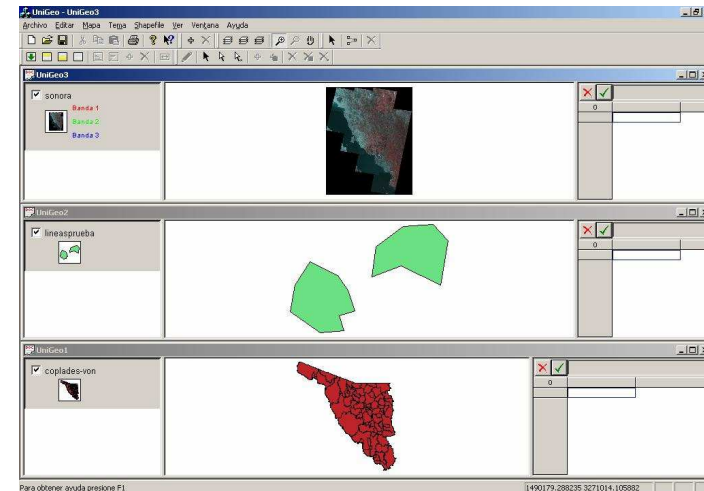 UniGeo - UniGeo3
Archivo Editar Mapa Tema Shapefile Ver Ventana Ayuda
UniGeo3
sonora
Banda 1
Banda 2
Banda 3
0
UniGeo2
lineasprueba
0
UniGeo1
coplades-von
0
Para obtener ayuda presione F1
1490179.288235 3271014.105882